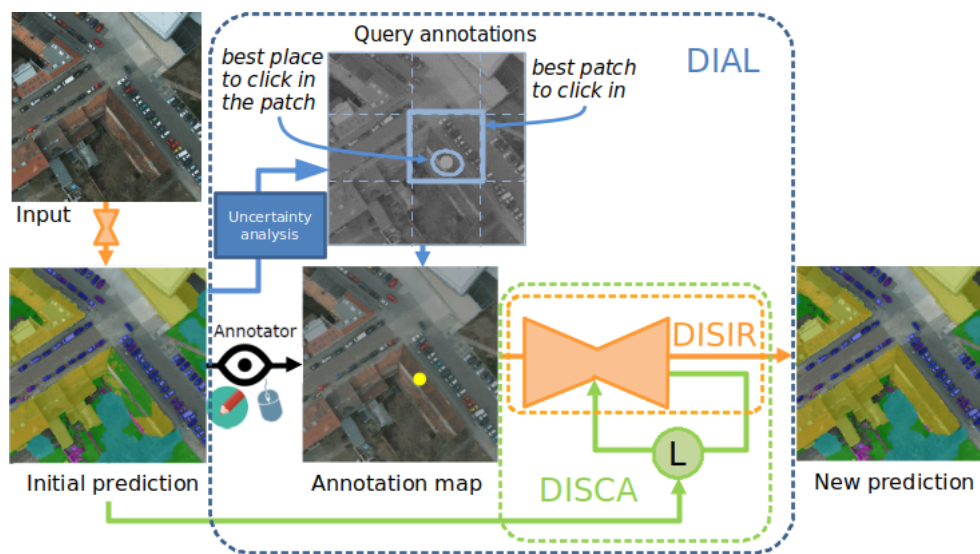 Query annotations
best place
to click in
the patch
best patch
to click in
DIAL
Input
Uncertainty
analysis
Annotator
DISIR
L
DISCA
Initial prediction
Annotation map
New prediction